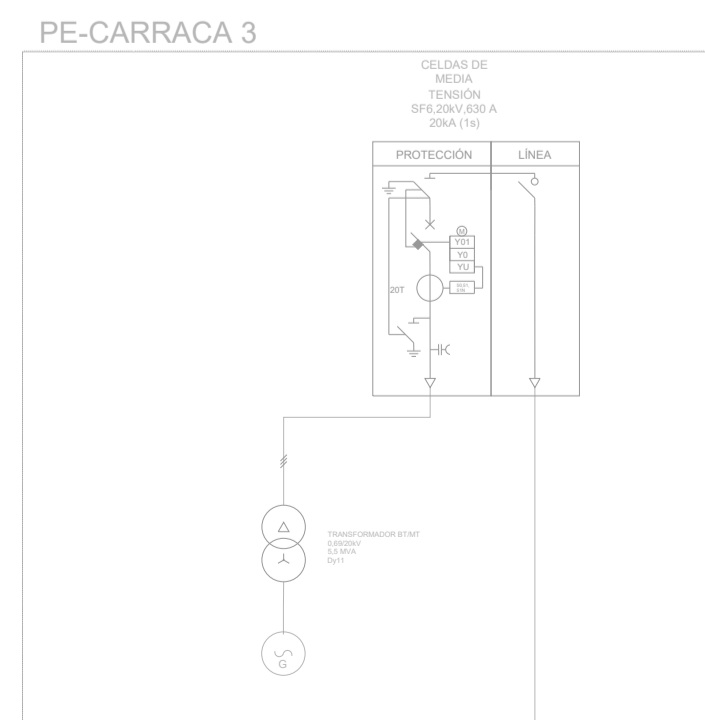 PE-CARRACA 3
CELDAS DE
MEDIA
TENSIÓN
SF6,20kV,630 A
20kA (1s)
PROTECCIÓN
LÍNEA
M
Y01
Y0
YU
20T
TRANSFORMADOR BT/MT
0.69/20kV
5,5 MVA
Dy11
G